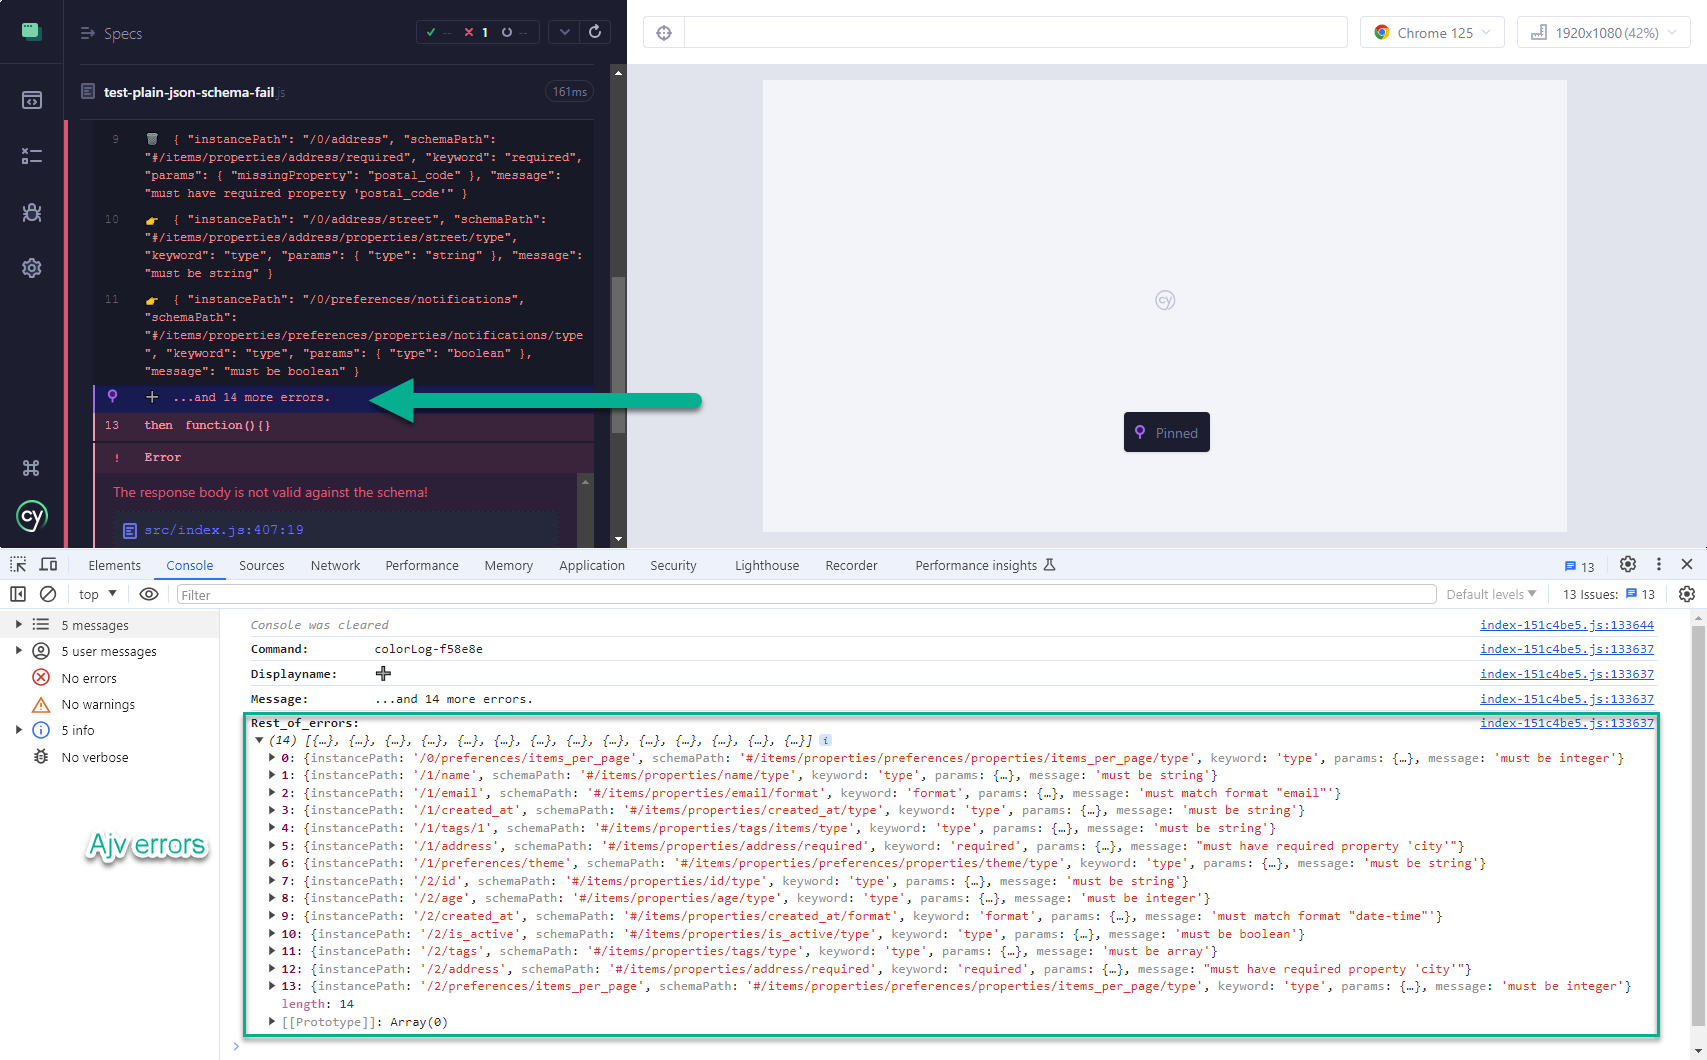 Specs
-- 1 --
Chrome 125
1920x1080 (42%)
test-plain-json-schema-fail.js
161ms
9 { "instancePath": "/0/address", "schemaPath":
"#/items/properties/address/required", "keyword": "required",
"params": { "missingProperty": "postal_code" }, "message":
"must have required property 'postal_code'" }
10 { "instancePath": "/0/address/street", "schemaPath":
"#/items/properties/address/properties/street/type",
"keyword": "type", "params": { "type": "string" }, "message":
"must be string" }
11 { "instancePath": "/0/preferences/notifications",
"schemaPath":
"#/items/properties/preferences/properties/notifications/type
", "keyword": "type", "params": { "type": "boolean" },
"message": "must be boolean" }
...and 14 more errors.
13 then function(){}
! Error
The response body is not valid against the schema!
src/index.js:407:19
cy
cy
Pinned
Elements Console Sources Network Performance Memory Application Security Lighthouse Recorder Performance insights 13
top Filter Default levels 13 Issues: 13
5 messages
5 user messages
No errors
No warnings
5 info
No verbose
Ajv errors
Console was cleared index-151c4be5.js:133644
Command: colorLog-f58e8e index-151c4be5.js:133637
Displayname: index-151c4be5.js:133637
Message: ...and 14 more errors. index-151c4be5.js:133637
Rest_of_errors: index-151c4be5.js:133637
(14) [{…}, {…}, {…}, {…}, {…}, {…}, {…}, {…}, {…}, {…}, {…}, {…}, {…}, {…}] i
0: {instancePath: '/0/preferences/items_per_page', schemaPath: '#/items/properties/preferences/properties/items_per_page/type', keyword: 'type', params: {…}, message: 'must be integer'}
1: {instancePath: '/1/name', schemaPath: '#/items/properties/name/type', keyword: 'type', params: {…}, message: 'must be string'}
2: {instancePath: '/1/email', schemaPath: '#/items/properties/email/format', keyword: 'format', params: {…}, message: 'must match format "email"'}
3: {instancePath: '/1/created_at', schemaPath: '#/items/properties/created_at/type', keyword: 'type', params: {…}, message: 'must be string'}
4: {instancePath: '/1/tags/1', schemaPath: '#/items/properties/tags/items/type', keyword: 'type', params: {…}, message: 'must be string'}
5: {instancePath: '/1/address', schemaPath: '#/items/properties/address/required', keyword: 'required', params: {…}, message: "must have required property 'city'"}
6: {instancePath: '/1/preferences/theme', schemaPath: '#/items/properties/preferences/properties/theme/type', keyword: 'type', params: {…}, message: 'must be string'}
7: {instancePath: '/2/id', schemaPath: '#/items/properties/id/type', keyword: 'type', params: {…}, message: 'must be string'}
8: {instancePath: '/2/age', schemaPath: '#/items/properties/age/type', keyword: 'type', params: {…}, message: 'must be integer'}
9: {instancePath: '/2/created_at', schemaPath: '#/items/properties/created_at/format', keyword: 'format', params: {…}, message: 'must match format "date-time"'}
10: {instancePath: '/2/is_active', schemaPath: '#/items/properties/is_active/type', keyword: 'type', params: {…}, message: 'must be boolean'}
11: {instancePath: '/2/tags', schemaPath: '#/items/properties/tags/type', keyword: 'type', params: {…}, message: 'must be array'}
12: {instancePath: '/2/address', schemaPath: '#/items/properties/address/required', keyword: 'required', params: {…}, message: "must have required property 'city'"}
13: {instancePath: '/2/preferences/items_per_page', schemaPath: '#/items/properties/preferences/properties/items_per_page/type', keyword: 'type', params: {…}, message: 'must be integer'}
length: 14
[[Prototype]]: Array(0)